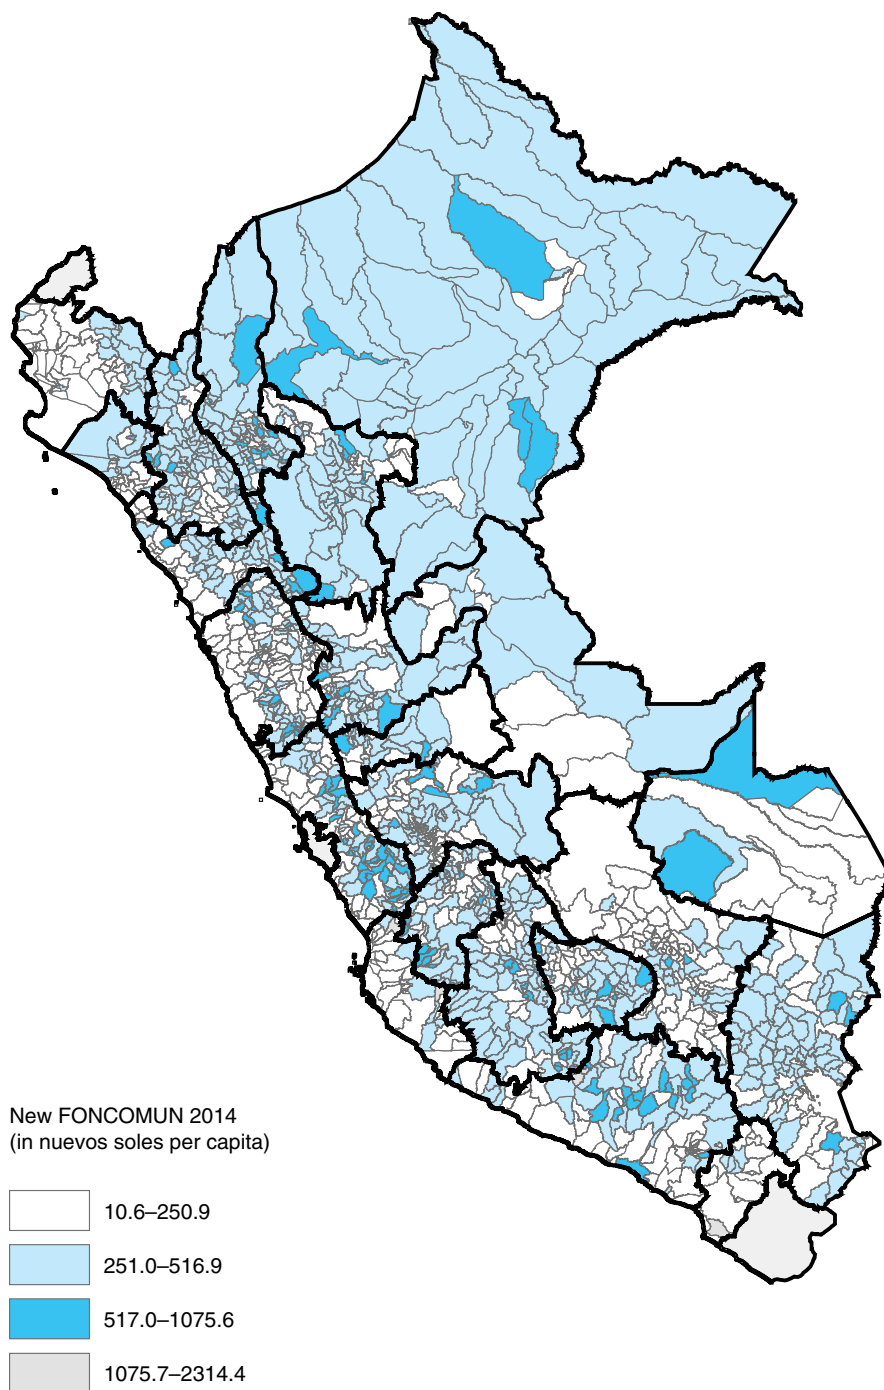 New FONCOMUN 2014
(in nuevos soles per capita)
10.6–250.9
251.0–516.9
517.0–1075.6
1075.7–2314.4